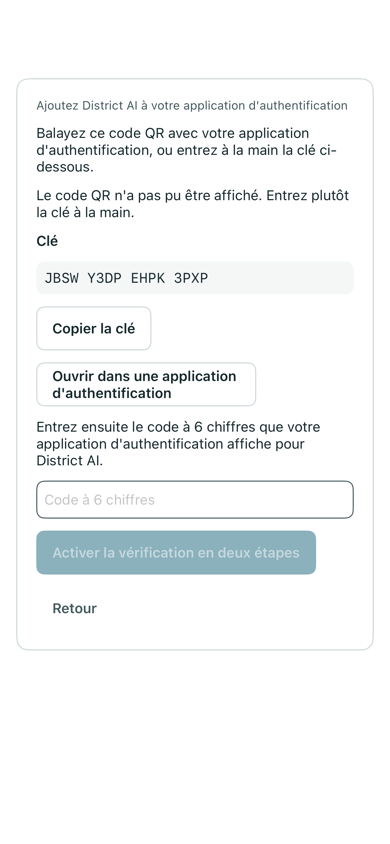 Ajoutez District AI à votre application d'authentification
Balayez ce code QR avec votre application
d'authentification, ou entrez à la main la clé ci-
dessous.
Le code QR n'a pas pu être affiché. Entrez plutôt
la clé à la main.
Clé
JBSW Y3DP EHPK 3PXP
Copier la clé
Ouvrir dans une application
d'authentification
Entrez ensuite le code à 6 chiffres que votre
application d'authentification affiche pour
District AI.
Code à 6 chiffres
Activer la vérification en deux étapes
Retour